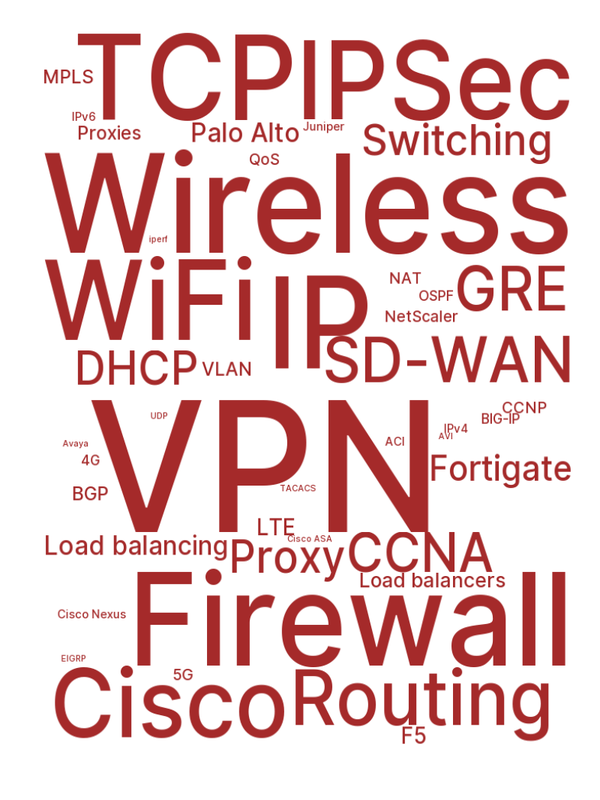 MPLS
TCP
IPSec
IPv6
Proxies
Palo Alto
Juniper
QoS
Switching
Wireless
iperf
WiFi
IP
NAT
OSPF
GRE
NetScaler
DHCP
VLAN
SD-WAN
VPN
UDP
CCNP
BIG-IP
IPv4
AVI
ACI
Avaya
4G
Fortigate
BGP
TACACS
LTE
Cisco ASA
Load balancing
Proxy
CCNA
Load balancers
Firewall
Cisco Nexus
EIGRP
5G
Cisco
Routing
F5